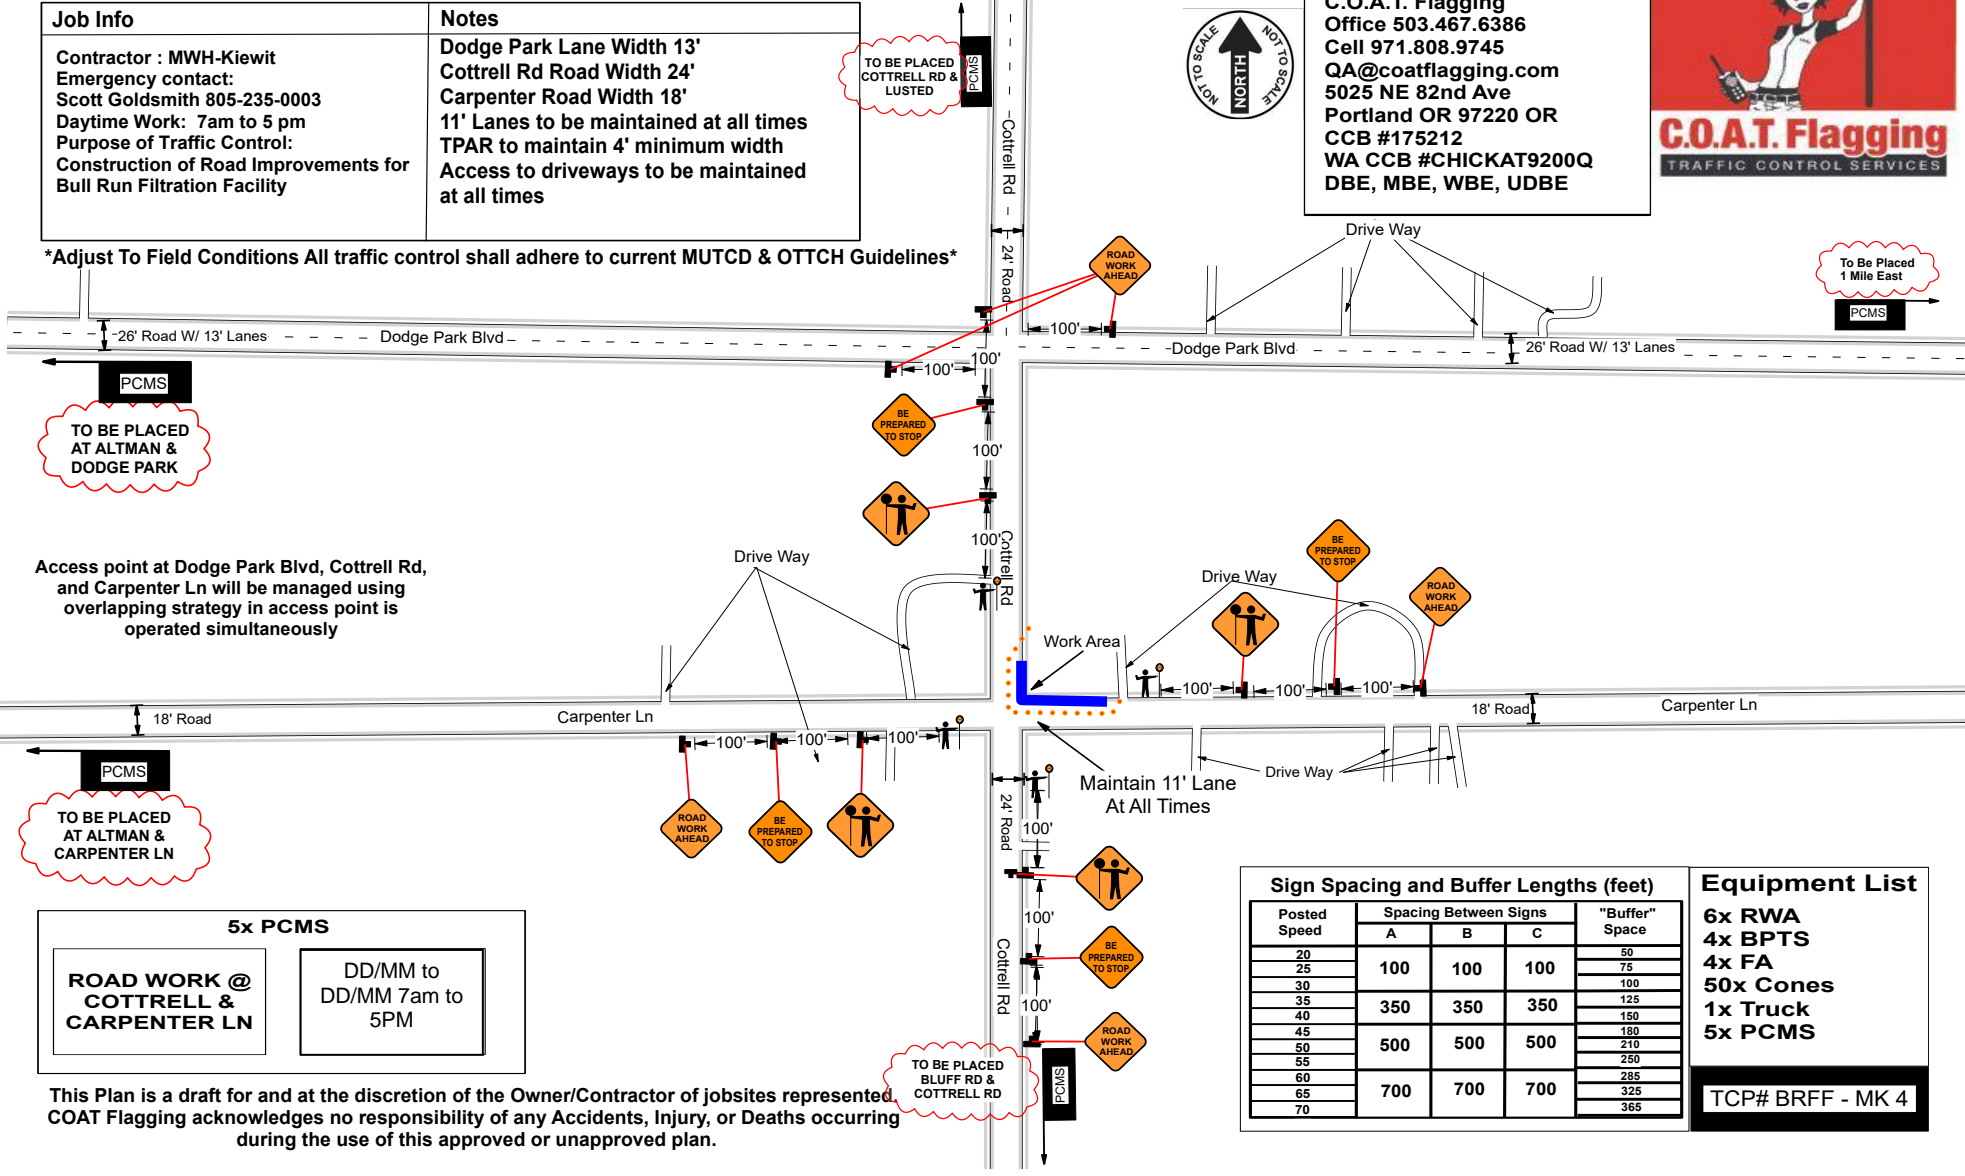 Job Info
Notes
Contractor : MWH-Kiewit
Emergency contact:
Scott Goldsmith 805-235-0003
Daytime Work: 7am to 5 pm
Purpose of Traffic Control:
Construction of Road Improvements for
Bull Run Filtration Facility
Dodge Park Lane Width 13'
Cottrell Rd Road Width 24'
Carpenter Road Width 18'
11' Lanes to be maintained at all times
TPAR to maintain 4' minimum width
Access to driveways to be maintained
at all times
*Adjust To Field Conditions All traffic control shall adhere to current MUTCD & OTTCH Guidelines*
TO BE PLACED
COTTRELL RD &
LUSTED
PCMS
Cottrell Rd
24' Road
NOT TO SCALE
NORTH
NOT TO SCALE
C.O.A.T. Flagging
Office 503.467.6386
Cell 971.808.9745
QA@coatflagging.com
5025 NE 82nd Ave
Portland OR 97220 OR
CCB #175212
WA CCB #CHICKAT9200Q
DBE, MBE, WBE, UDBE
C.O.A.T. Flagging
TRAFFIC CONTROL SERVICES
ROAD
WORK
AHEAD
Drive Way
To Be Placed
1 Mile East
PCMS
26' Road W/ 13' Lanes
Dodge Park Blvd
100'
Dodge Park Blvd
26' Road W/ 13' Lanes
100'
100'
PCMS
TO BE PLACED
AT ALTMAN &
DODGE PARK
BE
PREPARED
TO STOP
100'
100'
Cottrell Rd
Access point at Dodge Park Blvd, Cottrell Rd,
and Carpenter Ln will be managed using
overlapping strategy in access point is
operated simultaneously
Drive Way
Drive Way
BE
PREPARED
TO STOP
ROAD
WORK
AHEAD
Work Area
100'
100'
100'
18' Road
Carpenter Ln
18' Road
Carpenter Ln
100'
100'
100'
PCMS
TO BE PLACED
AT ALTMAN &
CARPENTER LN
ROAD
WORK
AHEAD
BE
PREPARED
TO STOP
24' Road
Maintain 11' Lane
At All Times
Drive Way
100'
100'
BE
PREPARED
TO STOP
Cottrell Rd
100'
ROAD
WORK
AHEAD
TO BE PLACED
BLUFF RD &
COTTRELL RD
PCMS
5x PCMS
ROAD WORK @
COTTRELL &
CARPENTER LN
DD/MM to
DD/MM 7am to
5PM
This Plan is a draft for and at the discretion of the Owner/Contractor of jobsites represented.
COAT Flagging acknowledges no responsibility of any Accidents, Injury, or Deaths occurring
during the use of this approved or unapproved plan.
Sign Spacing and Buffer Lengths (feet)
Posted Speed
Spacing Between Signs
"Buffer" Space
A B C
20 50
25 100 100 100 75
30 100
35 350 350 350 125
40 150
45 180
50 500 500 500 210
55 250
60 285
65 700 700 700 325
70 365
Equipment List
6x RWA
4x BPTS
4x FA
50x Cones
1x Truck
5x PCMS
TCP# BRFF - MK 4